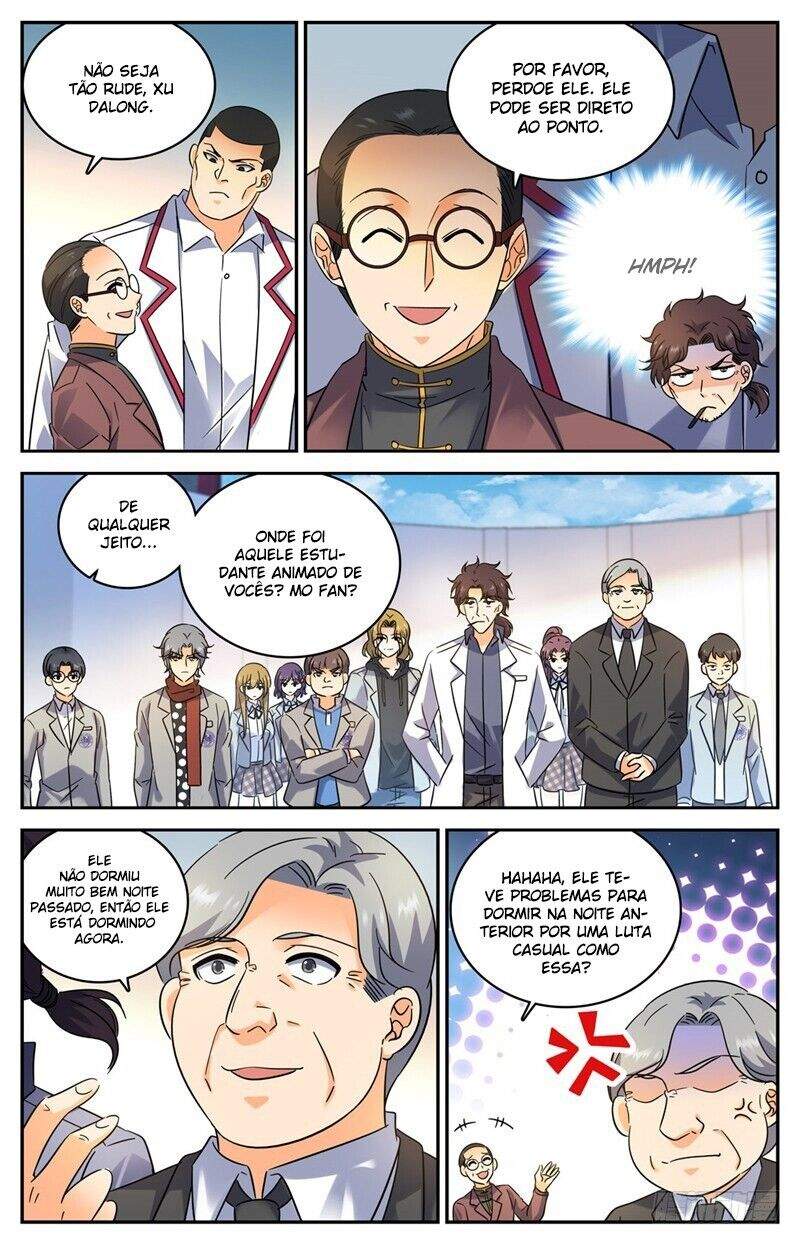 NÃO SEJA
TÃO RUDE, XU
DALONG.
POR FAVOR,
PERDOE ELE. ELE
PODE SER DIRETO
AO PONTO.
HMPH!
DE
QUALQUER
JEITO...
ONDE FOI
AQUELE ESTU-
DANTE ANIMADO DE
VOCÊS? MO FAN?
ELE
NÃO DORMIU
MUITO BEM NOITE
PASSADO, ENTÃO ELE
ESTÁ DORMINDO
AGORA.
HAHAHA, ELE TE-
VE PROBLEMAS PARA
DORMIR NA NOITE AN-
TERIOR POR UMA LUTA
CASUAL COMO
ESSA?